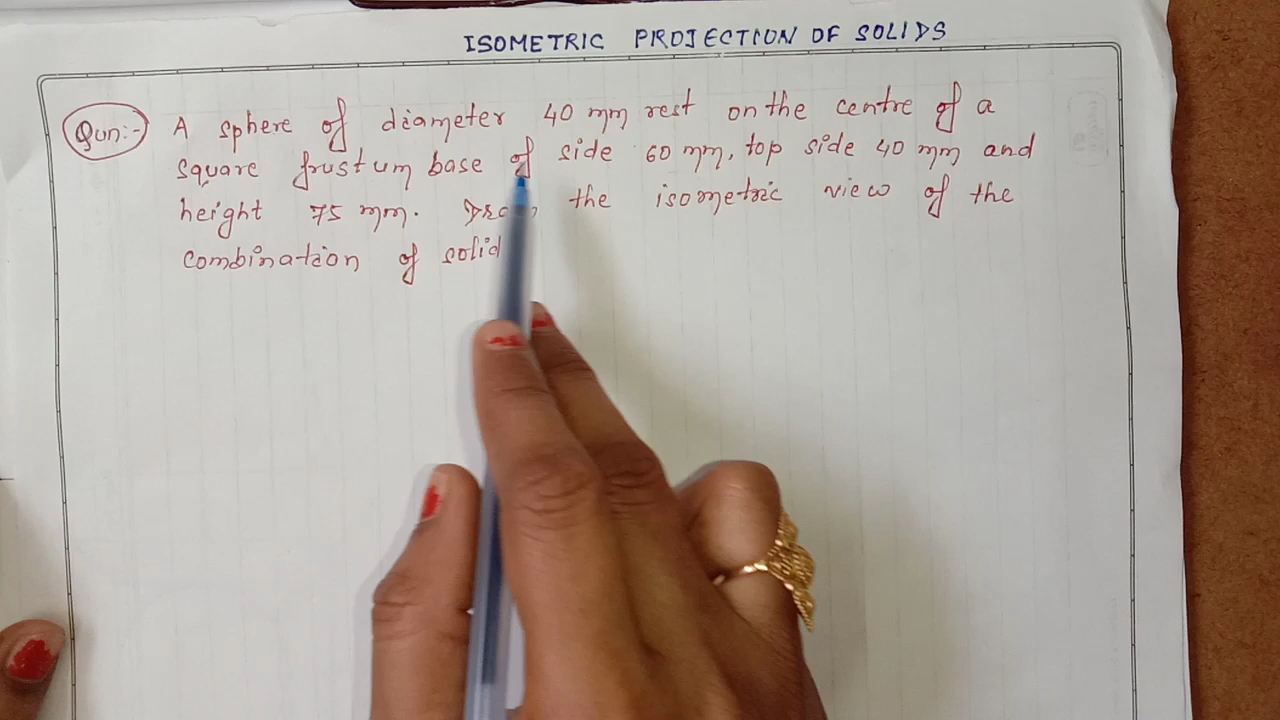 ISOMETRIC PROJECTION OF SOLIDS
Qun:- A sphere of diameter 40 mm rest on the centre of a
square frustum base of side 60 mm, top side 40 mm and
height 75 mm. the isometric view of the
combination of solid